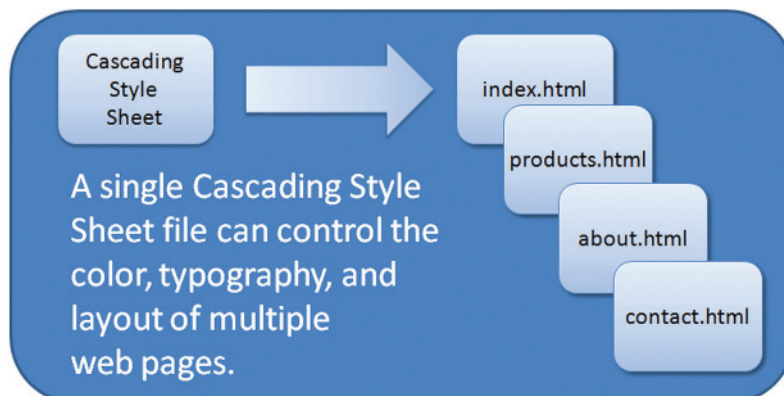 Cascading
Style
Sheet
index.html
products.html
about.html
contact.html
A single Cascading Style
Sheet file can control the
color, typography, and
layout of multiple
web pages.